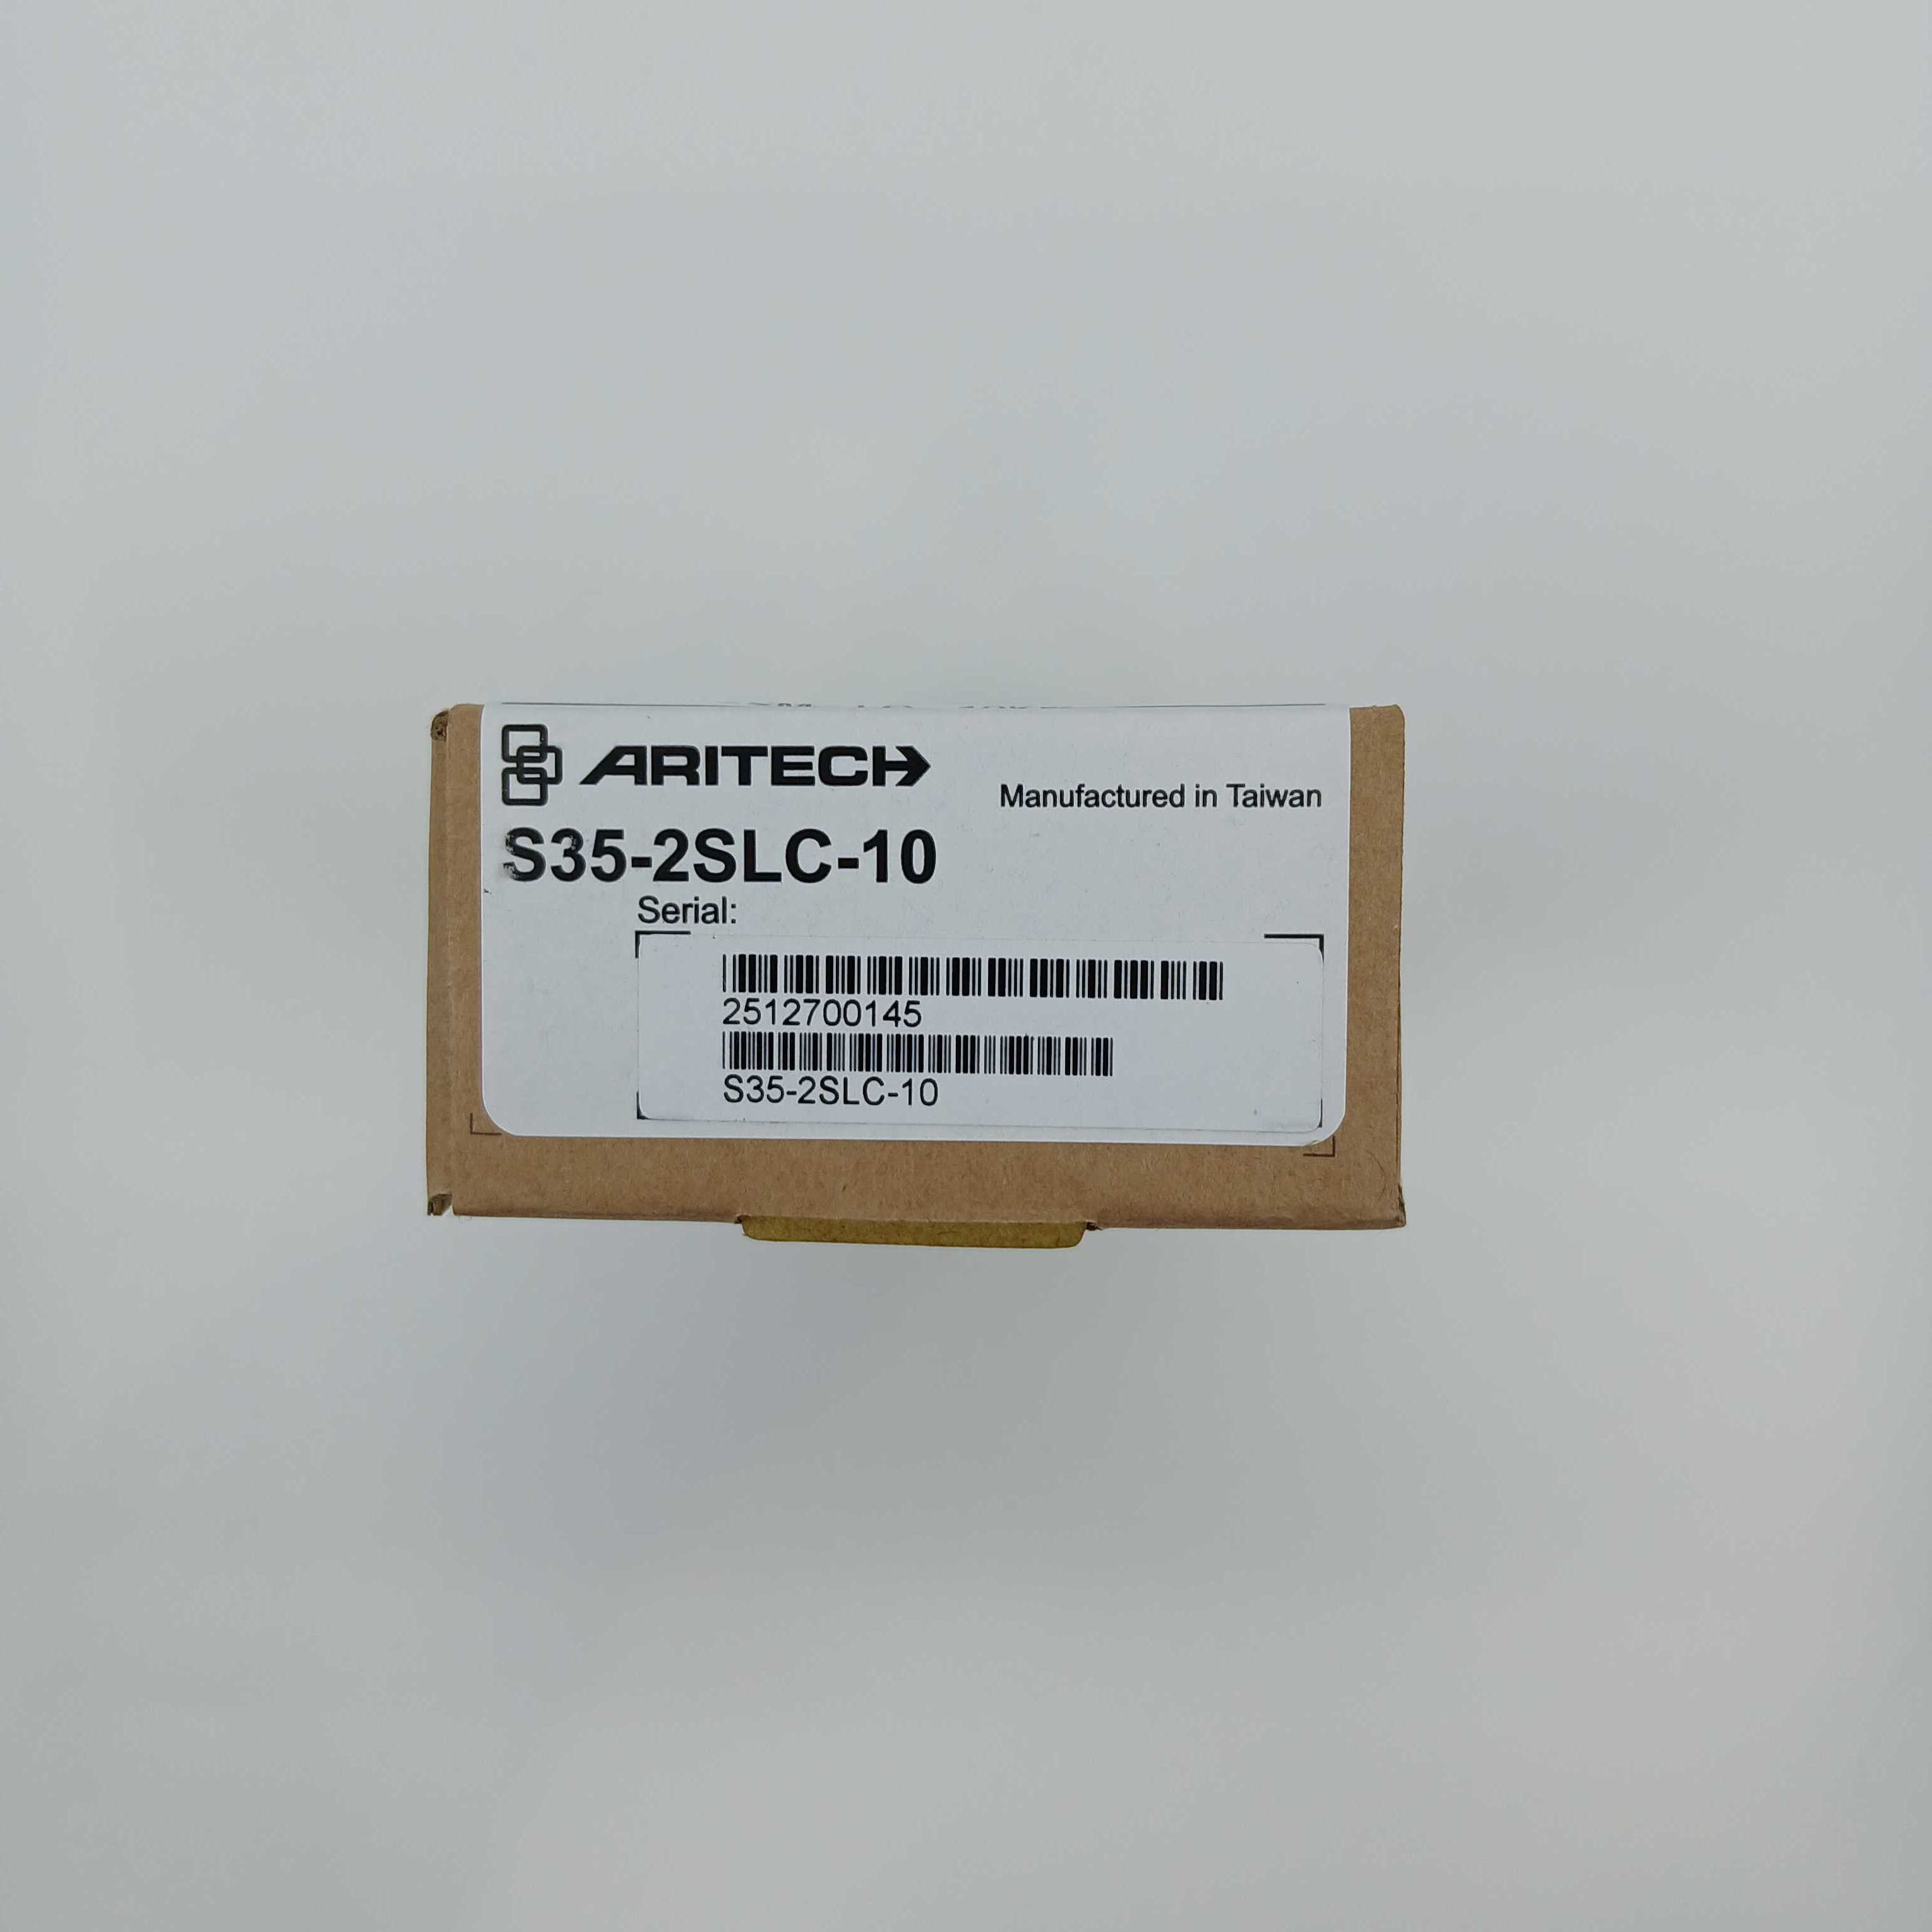 ARITECH
Manufactured in Taiwan
S35-2SLC-10
Serial:
2512700145
S35-2SLC-10